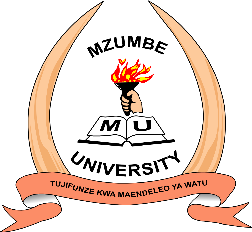 MZUMBE
M U
UNIVERSITY
TUJIFUNZE KWA MAENDELEO YA WATU